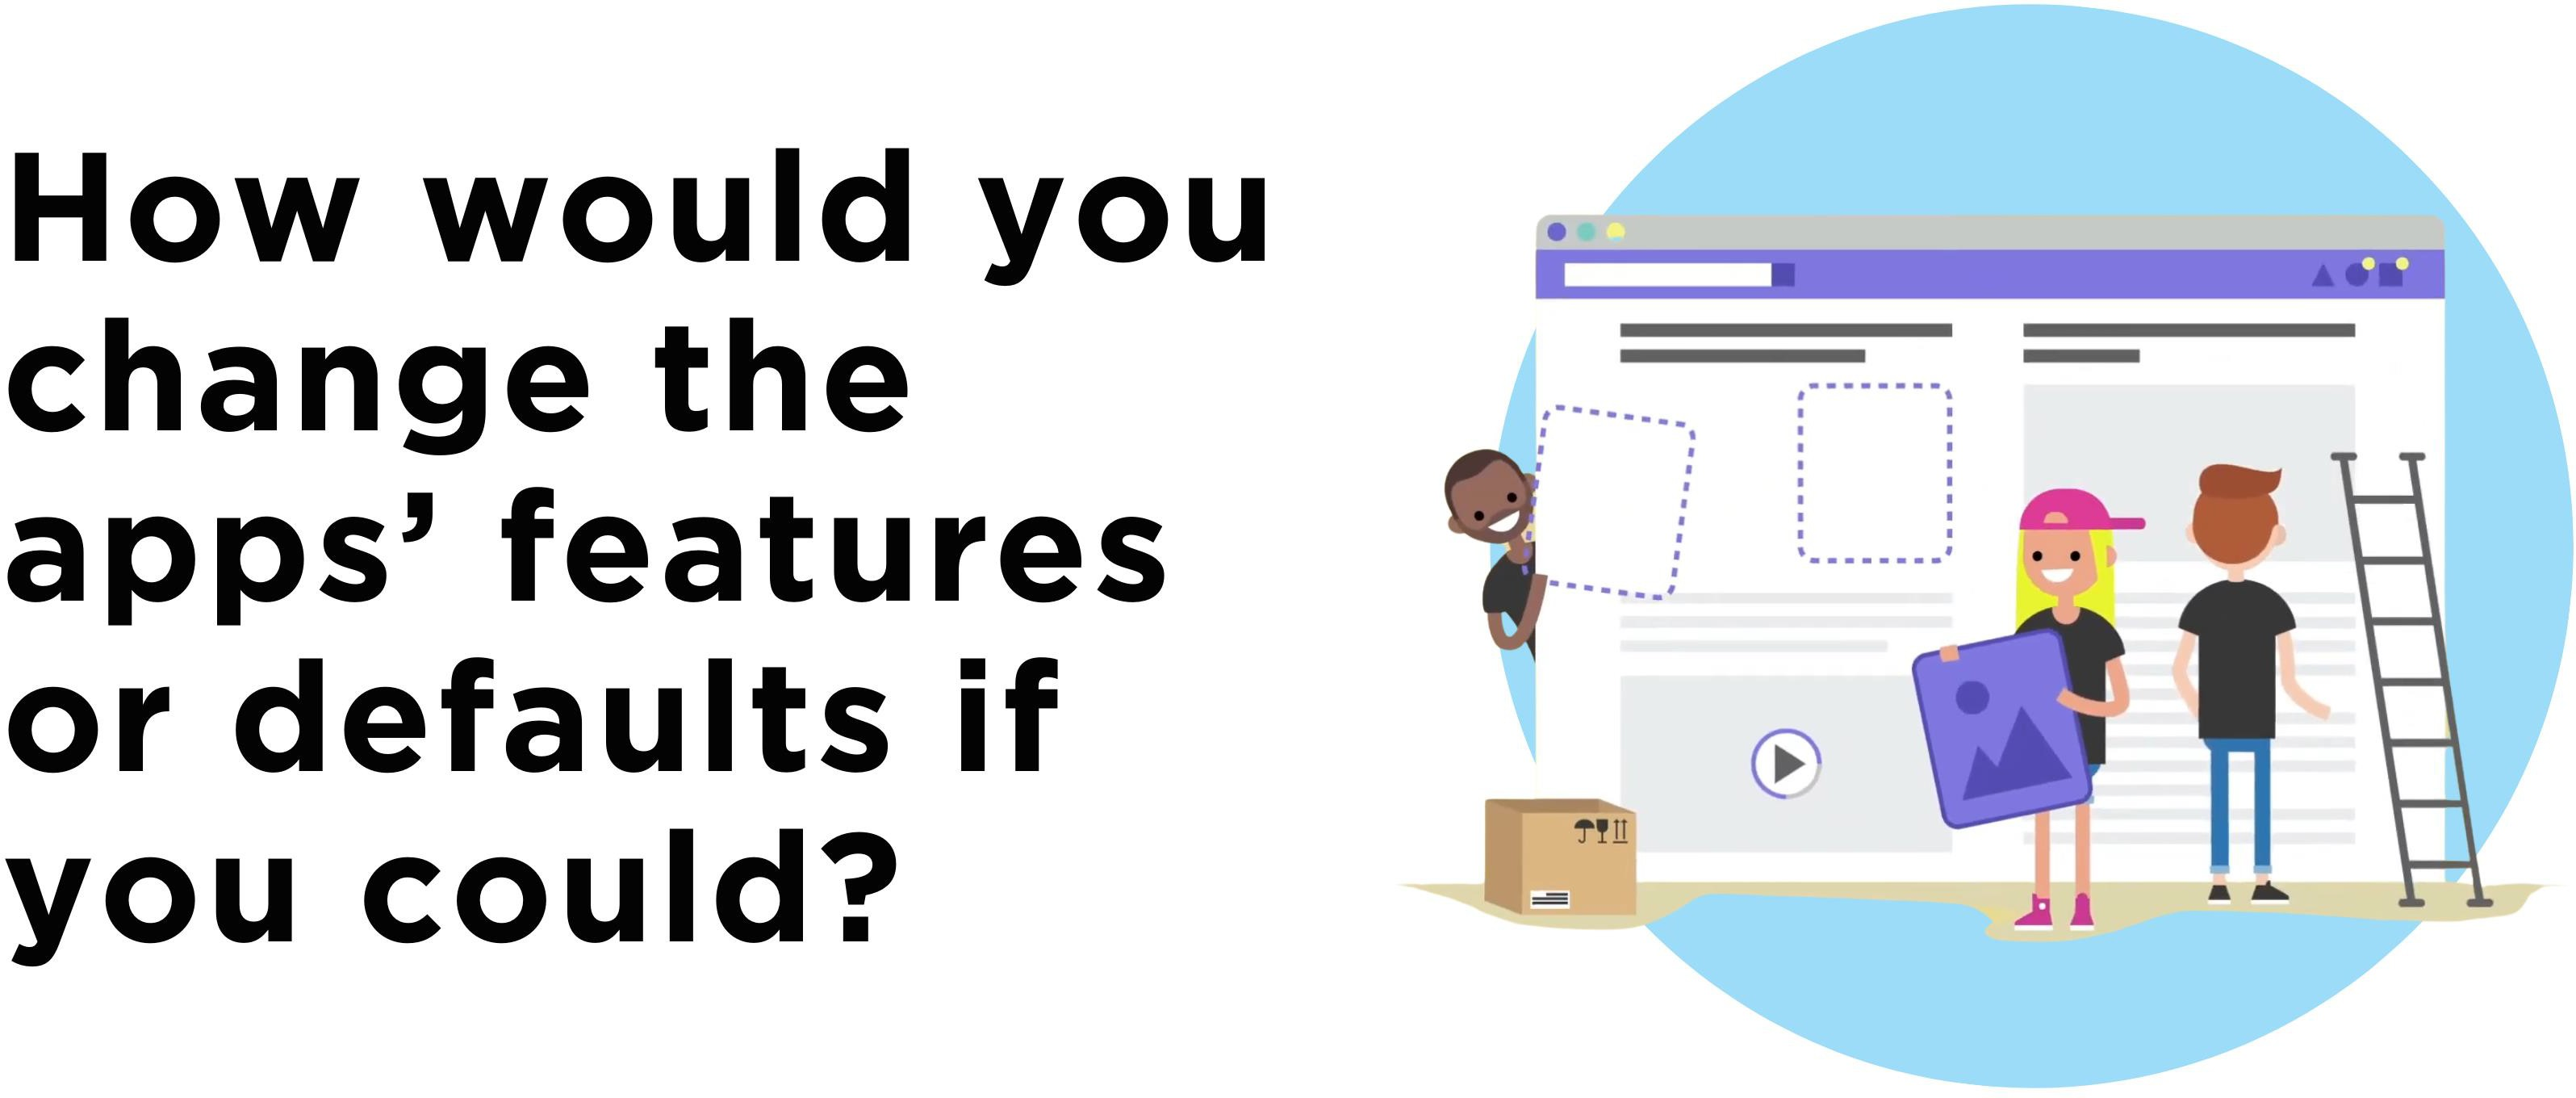 How would you
change the
apps’ features
or defaults if
you could?